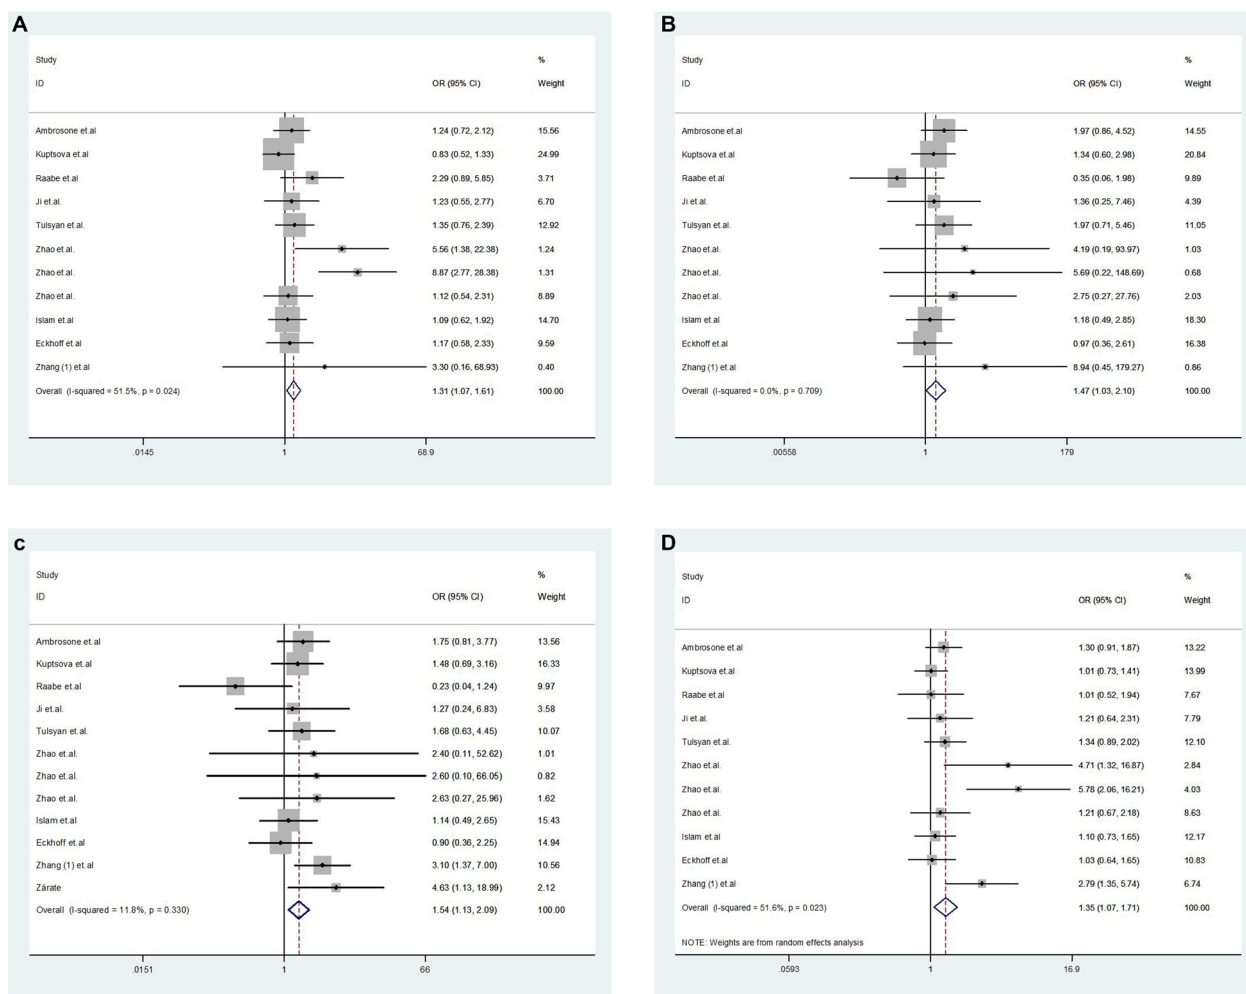 A
Study %
ID OR (95% CI) Weight
Ambrosone et.al 1.24 (0.72, 2.12) 15.56
Kuptsova et.al 0.83 (0.52, 1.33) 24.99
Raabe et.al 2.29 (0.89, 5.85) 3.71
Ji et.al. 1.23 (0.55, 2.77) 6.70
Tulsyan et.al. 1.35 (0.76, 2.39) 12.92
Zhao et.al. 5.56 (1.38, 22.38) 1.24
Zhao et.al. 8.87 (2.77, 28.38) 1.31
Zhao et.al. 1.12 (0.54, 2.31) 8.89
Islam et.al 1.09 (0.62, 1.92) 14.70
Eckhoff et.al 1.17 (0.58, 2.33) 9.59
Zhang (1) et.al 3.30 (0.16, 68.93) 0.40
Overall (I-squared = 51.5%, p = 0.024) 1.31 (1.07, 1.61) 100.00
.0145 1 68.9
B
Study %
ID OR (95% CI) Weight
Ambrosone et.al 1.97 (0.86, 4.52) 14.55
Kuptsova et.al 1.34 (0.60, 2.98) 20.84
Raabe et.al 0.35 (0.06, 1.98) 9.89
Ji et.al. 1.36 (0.25, 7.46) 4.39
Tulsyan et.al. 1.97 (0.71, 5.46) 11.05
Zhao et.al. 4.19 (0.19, 93.97) 1.03
Zhao et.al. 5.69 (0.22, 148.69) 0.68
Zhao et.al. 2.75 (0.27, 27.76) 2.03
Islam et.al 1.18 (0.49, 2.85) 18.30
Eckhoff et.al 0.97 (0.36, 2.61) 16.38
Zhang (1) et.al 8.94 (0.45, 179.27) 0.86
Overall (I-squared = 0.0%, p = 0.709) 1.47 (1.03, 2.10) 100.00
.00558 1 179
c
Study %
ID OR (95% CI) Weight
Ambrosone et.al 1.75 (0.81, 3.77) 13.56
Kuptsova et.al 1.48 (0.69, 3.16) 16.33
Raabe et.al 0.23 (0.04, 1.24) 9.97
Ji et.al. 1.27 (0.24, 6.83) 3.58
Tulsyan et.al. 1.68 (0.63, 4.45) 10.07
Zhao et.al. 2.40 (0.11, 52.62) 1.01
Zhao et.al. 2.60 (0.10, 66.05) 0.82
Zhao et.al. 2.63 (0.27, 25.96) 1.62
Islam et.al 1.14 (0.49, 2.65) 15.43
Eckhoff et.al 0.90 (0.36, 2.25) 14.94
Zhang (1) et.al 3.10 (1.37, 7.00) 10.56
Zárate 4.63 (1.13, 18.99) 2.12
Overall (I-squared = 11.8%, p = 0.330) 1.54 (1.13, 2.09) 100.00
.0151 1 66
D
Study %
ID OR (95% CI) Weight
Ambrosone et.al 1.30 (0.91, 1.87) 13.22
Kuptsova et.al 1.01 (0.73, 1.41) 13.99
Raabe et.al 1.01 (0.52, 1.94) 7.67
Ji et.al. 1.21 (0.64, 2.31) 7.79
Tulsyan et.al. 1.34 (0.89, 2.02) 12.10
Zhao et.al. 4.71 (1.32, 16.87) 2.84
Zhao et.al. 5.78 (2.06, 16.21) 4.03
Zhao et.al. 1.21 (0.67, 2.18) 8.63
Islam et.al 1.10 (0.73, 1.65) 12.17
Eckhoff et.al 1.03 (0.64, 1.65) 10.83
Zhang (1) et.al 2.79 (1.35, 5.74) 6.74
Overall (I-squared = 51.6%, p = 0.023) 1.35 (1.07, 1.71) 100.00
NOTE: Weights are from random effects analysis
.0593 1 16.9